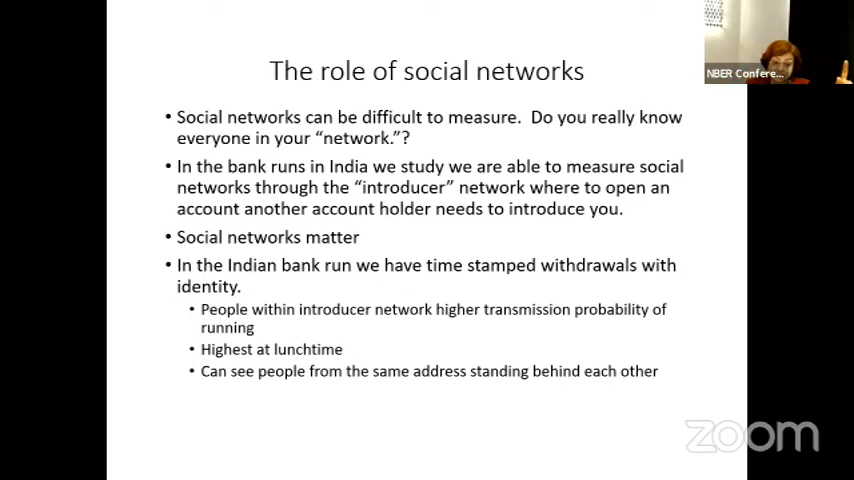 The role of social networks
NBER Confere...
• Social networks can be difficult to measure. Do you really know
everyone in your “network.”?
• In the bank runs in India we study we are able to measure social
networks through the “introducer” network where to open an
account another account holder needs to introduce you.
• Social networks matter
• In the Indian bank run we have time stamped withdrawals with
identity.
• People within introducer network higher transmission probability of
running
• Highest at lunchtime
• Can see people from the same address standing behind each other
zoom